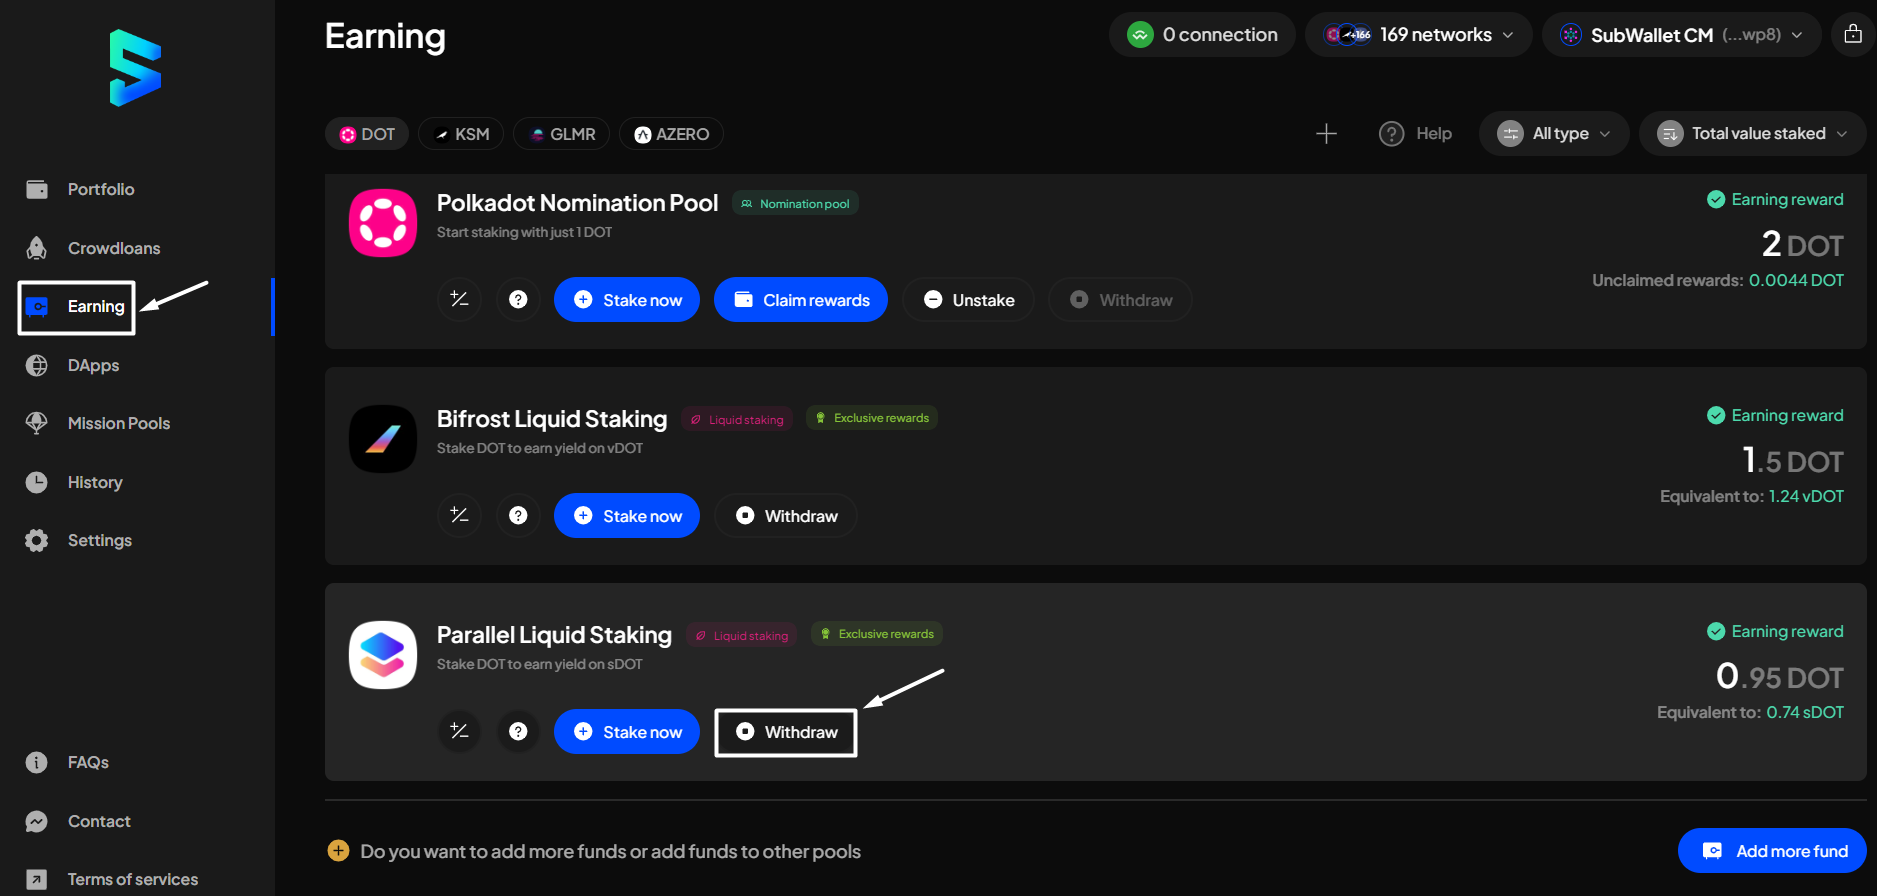 Earning
0 connection
+166 169 networks
SubWallet CM (...wp8)
Portfolio
Crowdloans
Earning
DApps
Mission Pools
History
Settings
FAQs
Contact
Terms of services
DOT KSM GLMR AZERO
Help
All type
Total value staked
Polkadot Nomination Pool Nomination pool
Start staking with just 1 DOT
Stake now Claim rewards Unstake Withdraw
Earning reward
2 DOT
Unclaimed rewards: 0.0044 DOT
Bifrost Liquid Staking Liquid staking Exclusive rewards
Stake DOT to earn yield on vDOT
Stake now Withdraw
Earning reward
1.5 DOT
Equivalent to: 1.24 vDOT
Parallel Liquid Staking Liquid staking Exclusive rewards
Stake DOT to earn yield on sDOT
Stake now Withdraw
Earning reward
0.95 DOT
Equivalent to: 0.74 sDOT
Do you want to add more funds or add funds to other pools
Add more fund